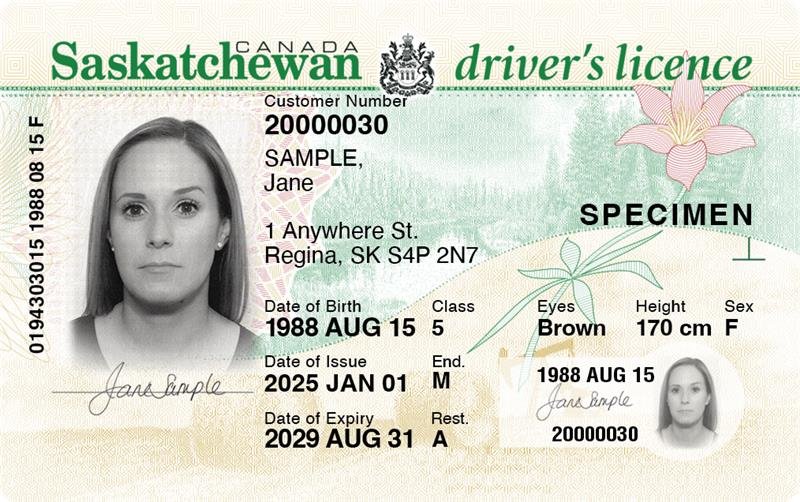 CANADA
Saskatchewan driver's licence
Customer Number
20000030
SAMPLE,
Jane
1 Anywhere St.
Regina, SK S4P 2N7
SPECIMEN
0194303015 1988 08 15 F
Date of Birth Class Eyes Height Sex
1988 AUG 15 5 Brown 170 cm F
Date of Issue End.
2025 JAN 01 M
Date of Expiry Rest.
2029 AUG 31 A
Jane Sample
1988 AUG 15
Jane Sample
20000030